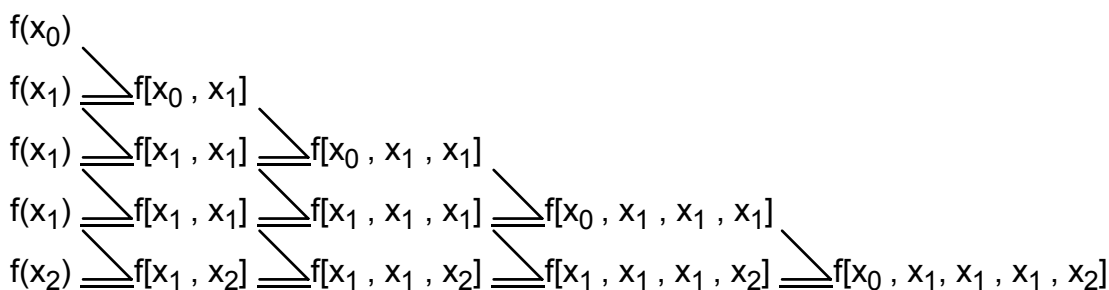 f(x₀)
f(x₁) f[x₀ , x₁]
f(x₁) f[x₁ , x₁] f[x₀ , x₁ , x₁]
f(x₁) f[x₁ , x₁] f[x₁ , x₁ , x₁] f[x₀ , x₁ , x₁ , x₁]
f(x₂) f[x₁ , x₂] f[x₁ , x₁ , x₂] f[x₁ , x₁ , x₁ , x₂] f[x₀ , x₁, x₁ , x₁ , x₂]